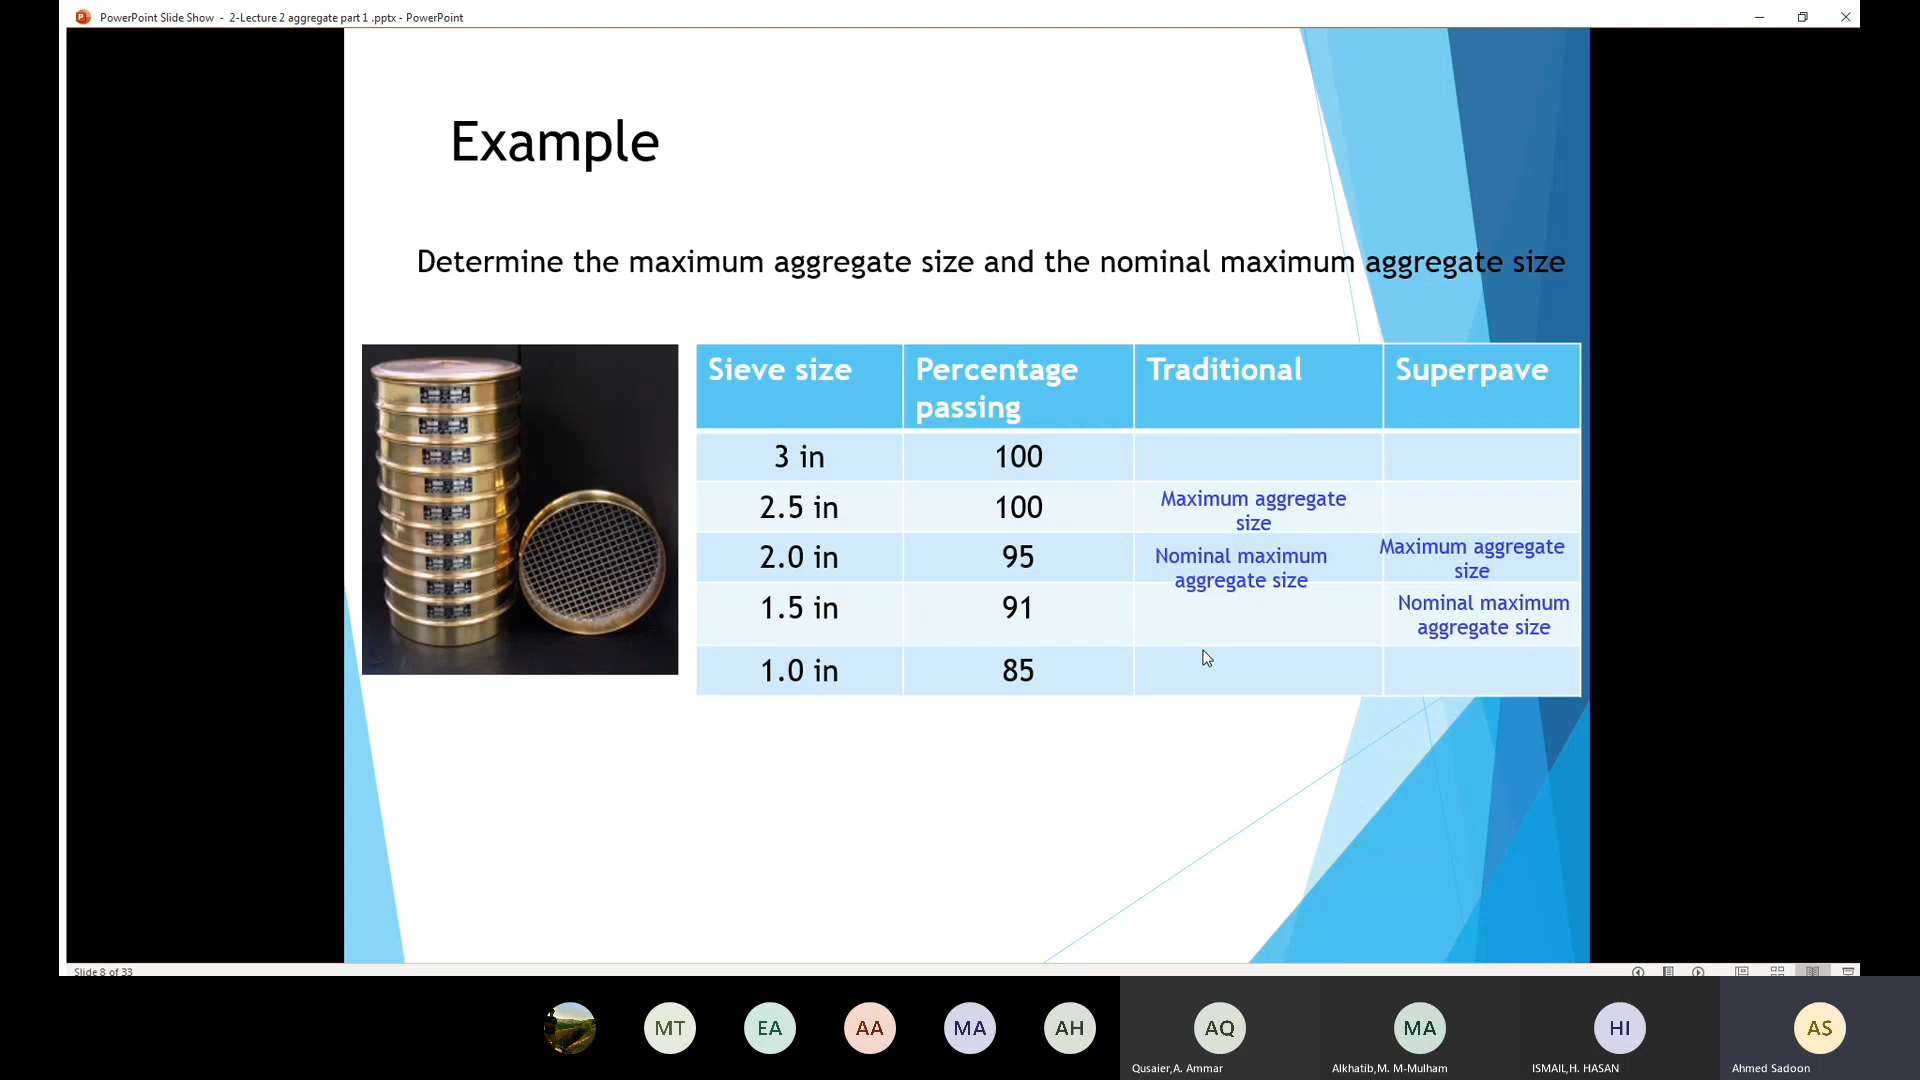 PowerPoint Slide Show - 2-Lecture 2 aggregate part 1 .pptx - PowerPoint
Example
Determine the maximum aggregate size and the nominal maximum aggregate size
Sieve size
Percentage
passing
Traditional
Superpave
3 in
100
2.5 in
100
Maximum aggregate
size
2.0 in
95
Nominal maximum
aggregate size
Maximum aggregate
size
1.5 in
91
Nominal maximum
aggregate size
1.0 in
85
Slide 8 of 33
MT
EA
AA
MA
AH
AQ
MA
HI
AS
Qusaier,A. Ammar
Alkhatib,M. M-Mulham
ISMAIL,H. HASAN
Ahmed Sadoon